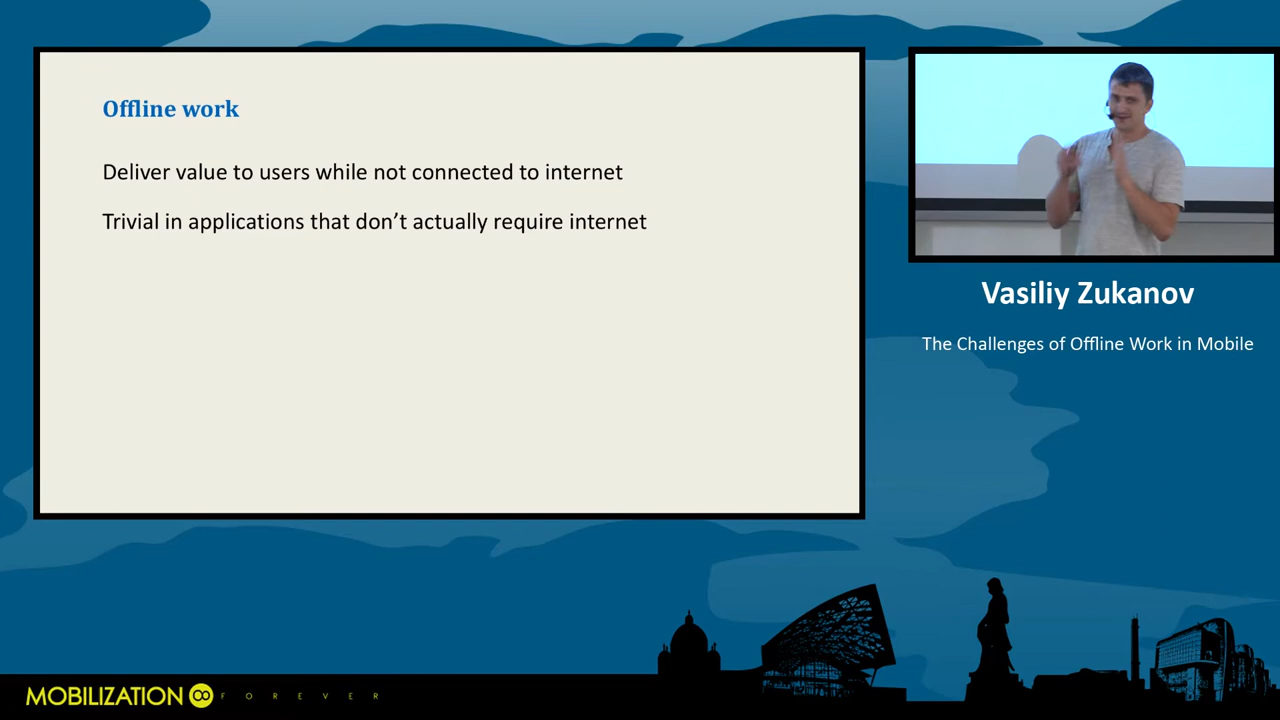 Offline work
Deliver value to users while not connected to internet
Trivial in applications that don't actually require internet
Vasiliy Zukanov
The Challenges of Offline Work in Mobile
MOBILIZATION FOREVER